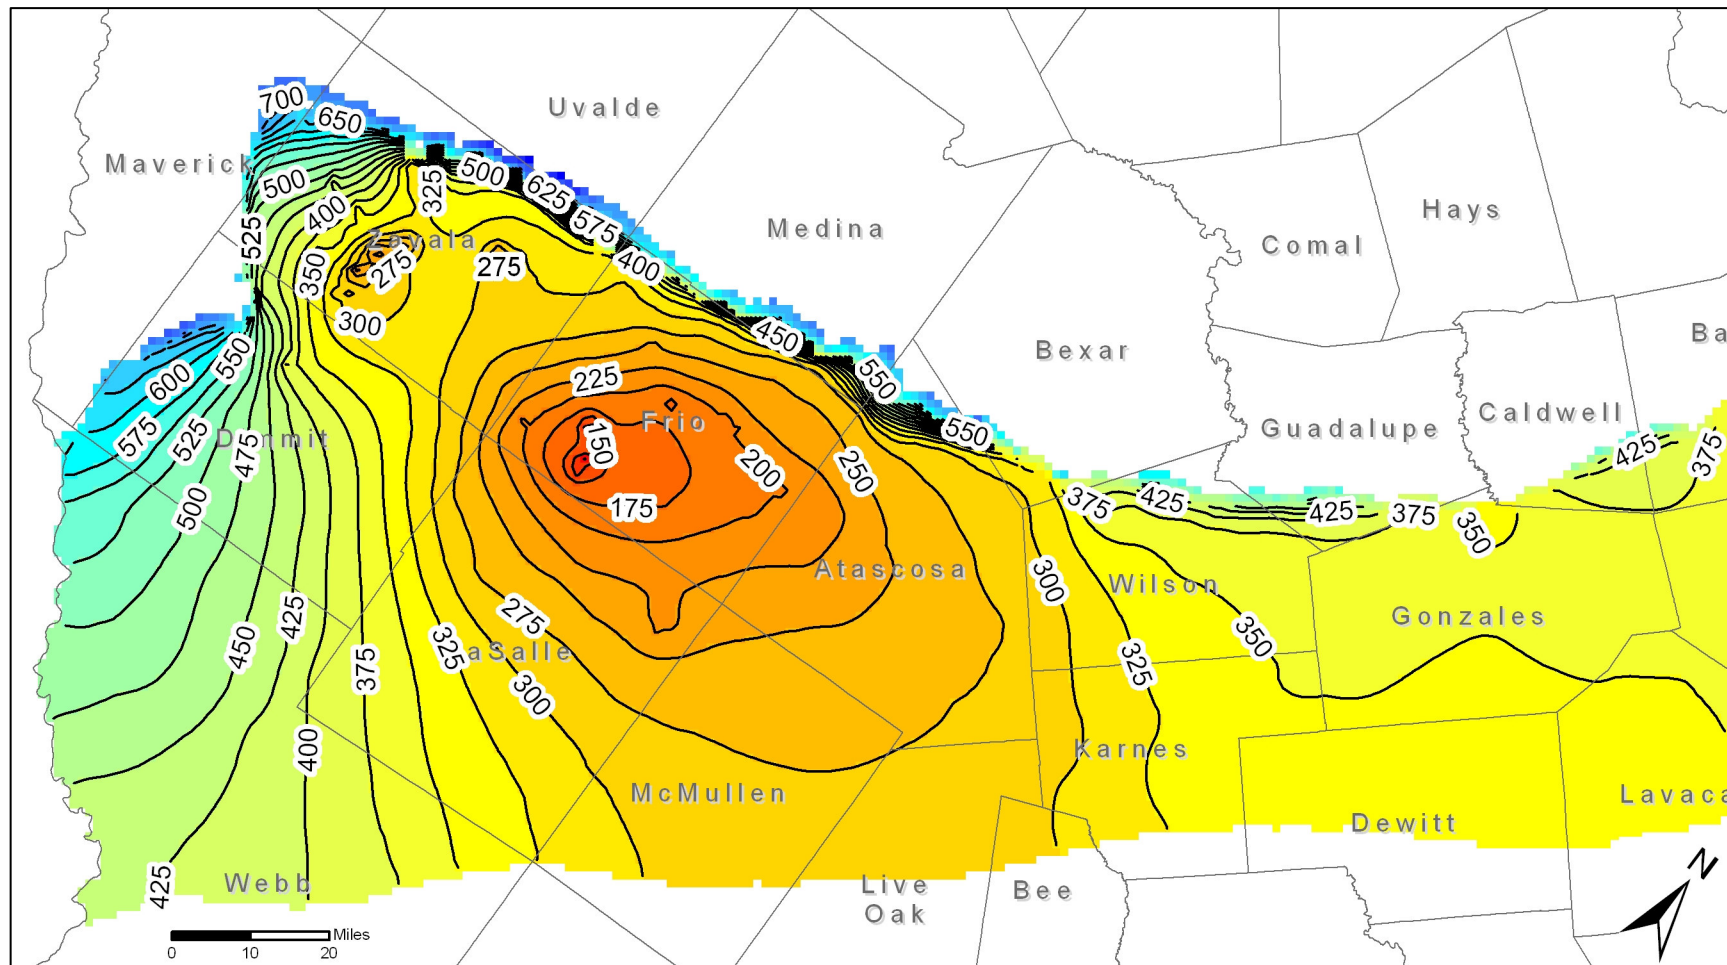 700
650
Uvalde
Maverick
500
500
325
625
400
575
Medina
Hays
525
Zavala
Comal
350
275
275
400
300
450
Bexar
Ba
550
600
225
550
Caldwell
575
525
Dimmit
475
150
Frio
200
250
550
Guadalupe
425
375
500
175
375
425
425
375
350
Atascosa
300
Wilson
450
425
275
325
aSalle
375
300
350
325
Gonzales
400
Karnes
McMullen
Lavaca
Dewitt
425
Webb
Live
Oak
Bee
N
Miles
0 10 20